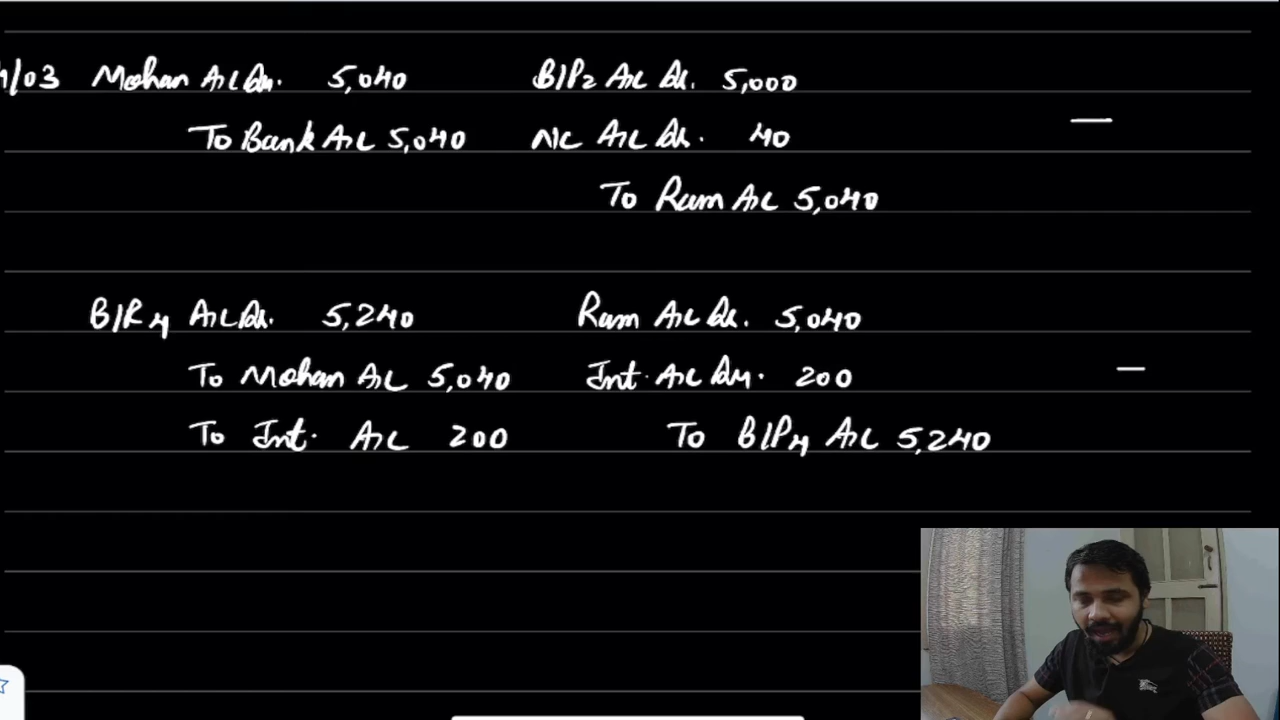 4/03 Mohan A/c Dr. 5,040 B/P2 A/c Dr. 5,000
To Bank A/c 5,040 N/C A/c Dr. 40
To Ram A/c 5,040
B/R4 A/c Dr. 5,240 Ram A/c Dr. 5,040
To Mohan A/c 5,040 Int. A/c Dr. 200
To Int. A/c 200 To B/P4 A/c 5,240